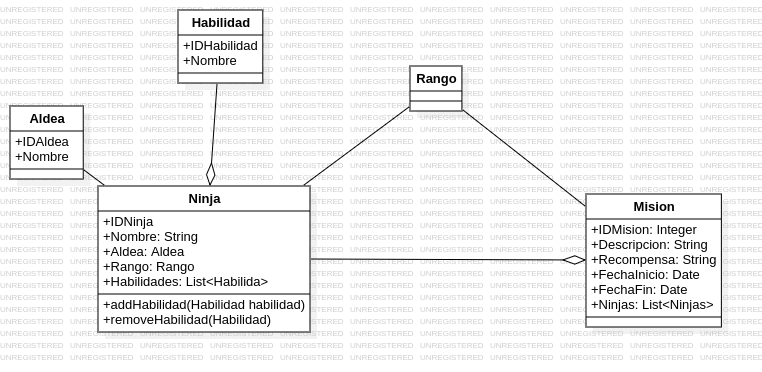 Habilidad
+IDHabilidad
+Nombre
Rango
Aldea
+IDAldea
+Nombre
Ninja
+IDNinja
+Nombre: String
+Aldea: Aldea
+Rango: Rango
+Habilidades: List<Habilida>
+addHabilidad(Habilidad habilidad)
+removeHabilidad(Habilidad)
Mision
+IDMision: Integer
+Descripcion: String
+Recompensa: String
+FechaInicio: Date
+FechaFin: Date
+Ninjas: List<Ninjas>
UNREGISTERED